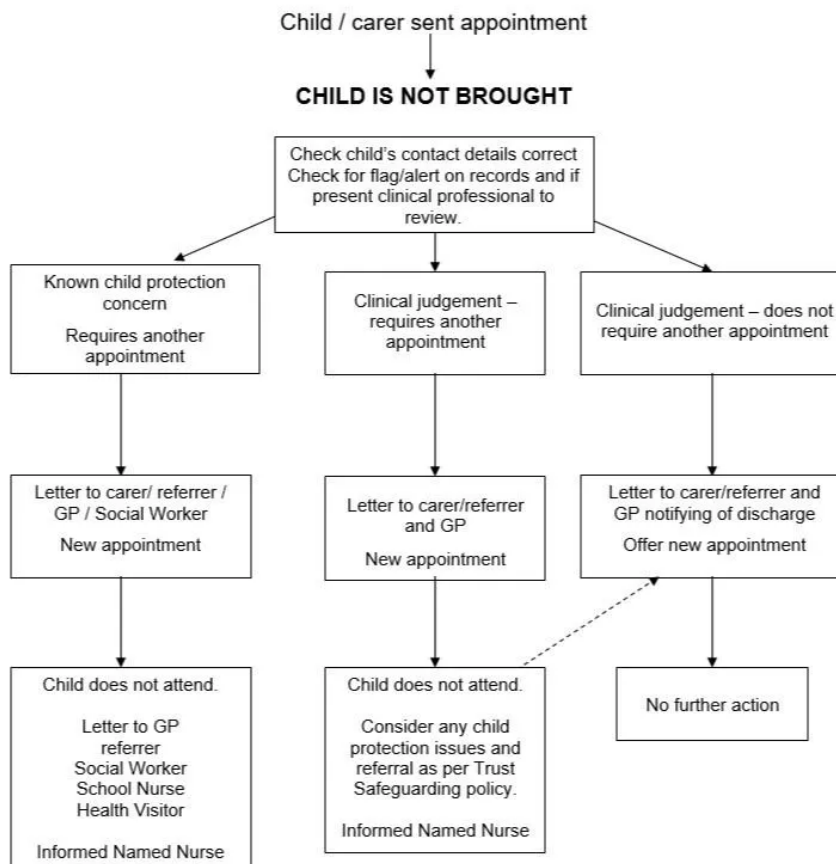 Child / carer sent appointment
CHILD IS NOT BROUGHT
Check child's contact details correct
Check for flag/alert on records and if
present clinical professional to
review.
Known child protection
concern
Requires another
appointment
Clinical judgement –
requires another
appointment
Clinical judgement – does not
require another appointment
Letter to carer/ referrer /
GP / Social Worker
New appointment
Letter to carer/referrer
and GP
New appointment
Letter to carer/referrer and
GP notifying of discharge
Offer new appointment
Child does not attend.
Letter to GP
referrer
Social Worker
School Nurse
Health Visitor
Informed Named Nurse
Child does not attend.
Consider any child
protection issues and
referral as per Trust
Safeguarding policy.
Informed Named Nurse
No further action